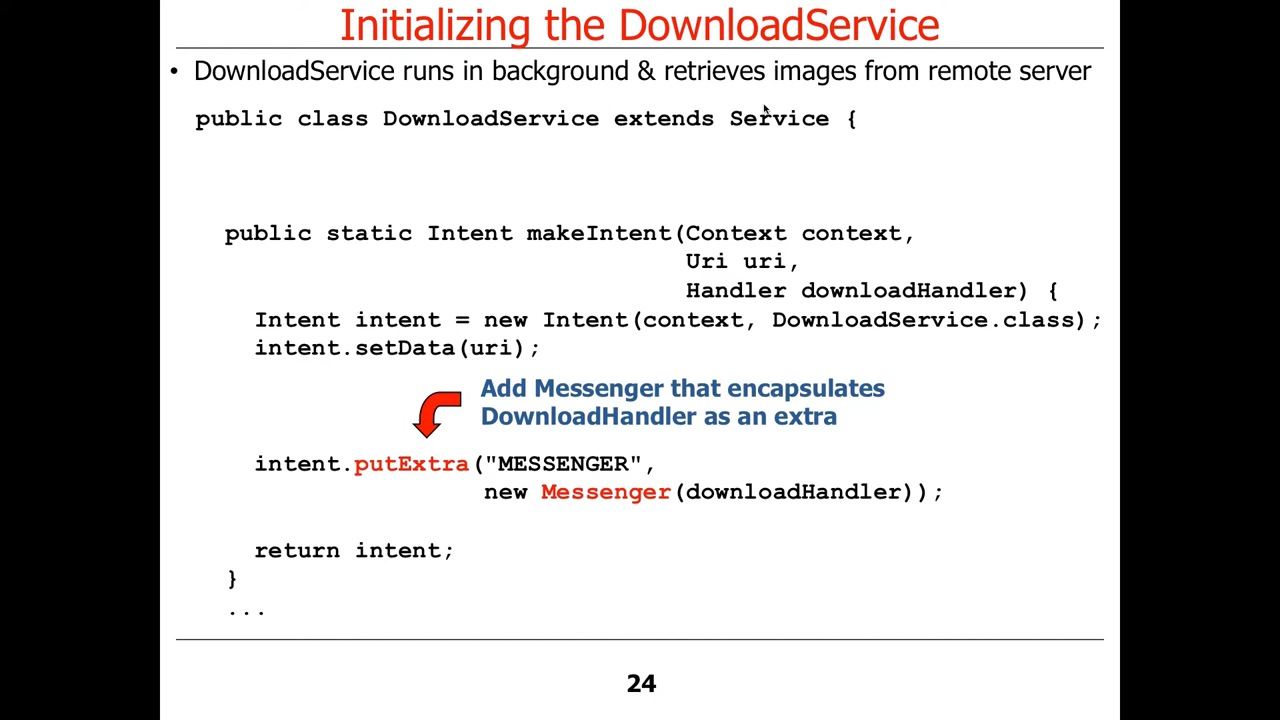 Initializing the DownloadService
• DownloadService runs in background & retrieves images from remote server
public class DownloadService extends Service {
public static Intent makeIntent(Context context,
Uri uri,
Handler downloadHandler) {
Intent intent = new Intent(context, DownloadService.class);
intent.setData(uri);
Add Messenger that encapsulates
DownloadHandler as an extra
intent.putExtra("MESSENGER",
new Messenger(downloadHandler));
return intent;
}
...
24